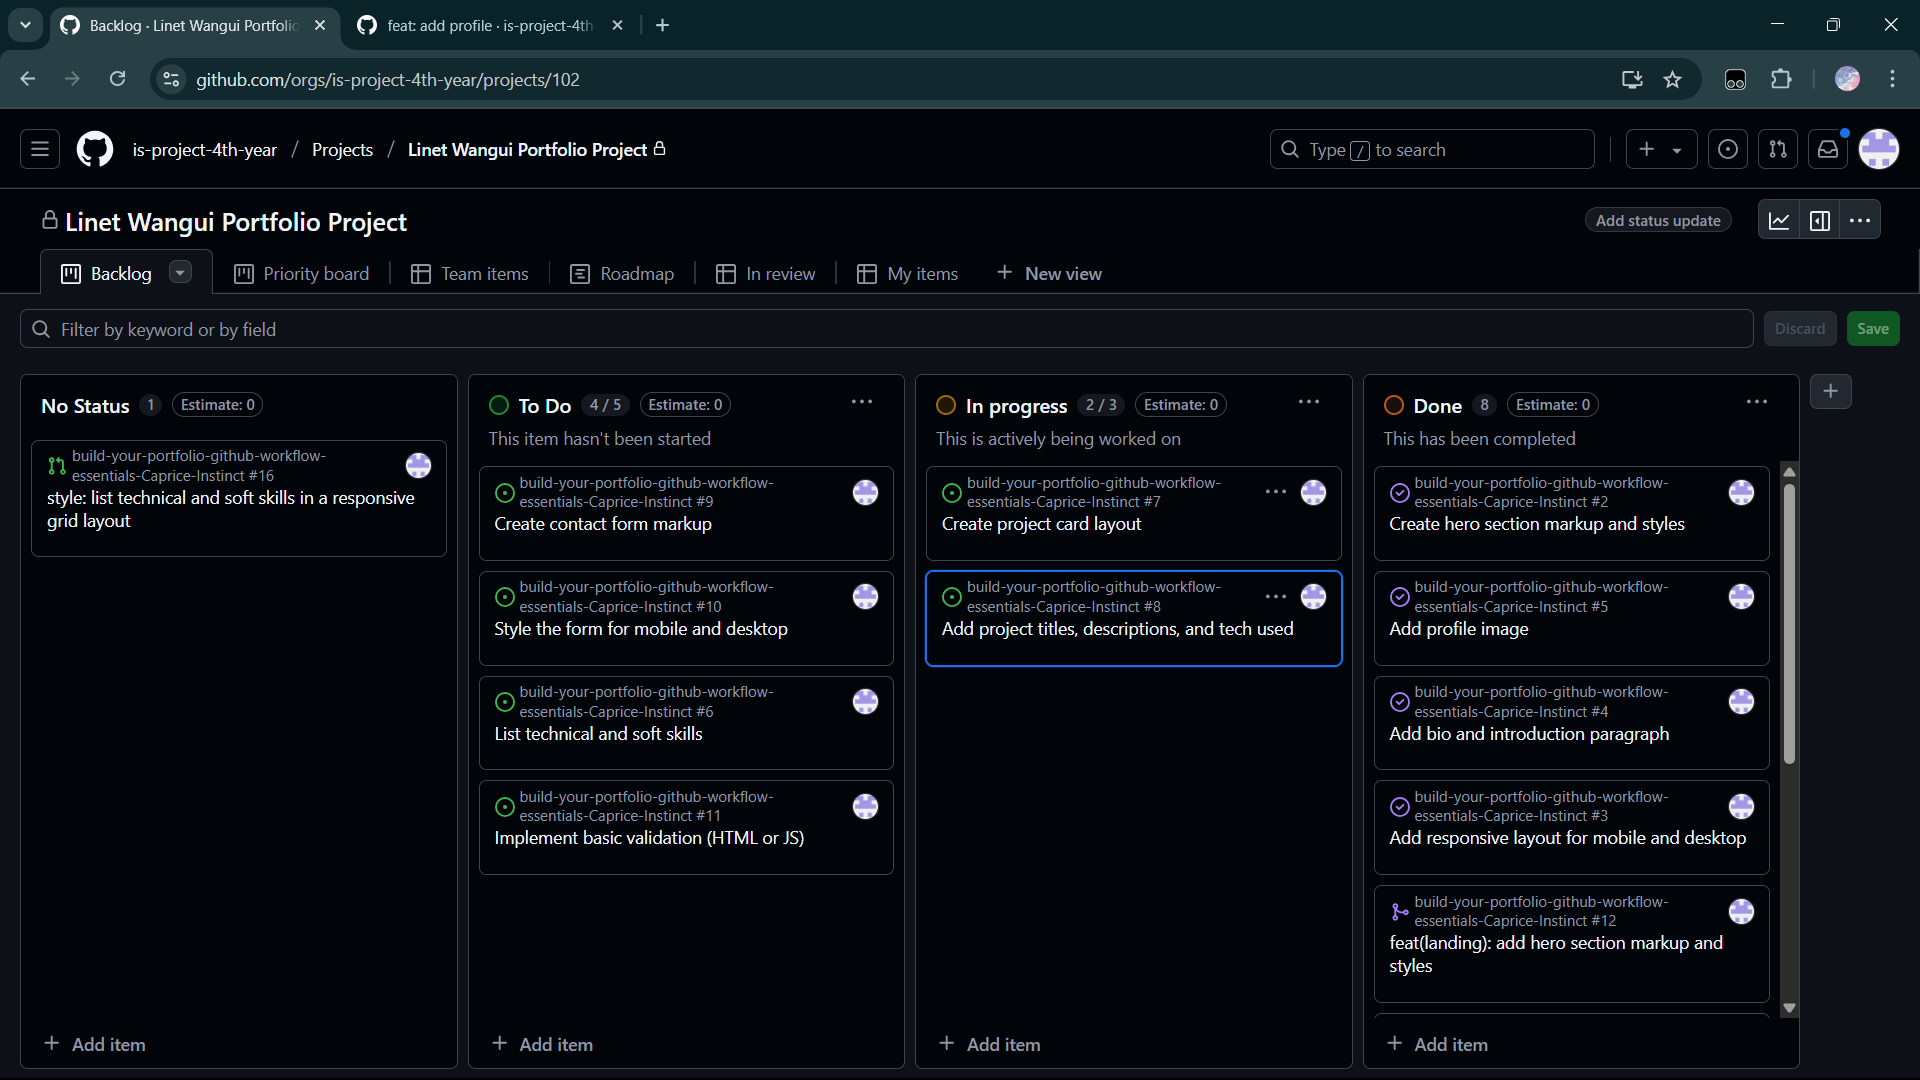 Backlog · Linet Wangui Portfolio
feat: add profile · is-project-4th
github.com/orgs/is-project-4th-year/projects/102
is-project-4th-year / Projects / Linet Wangui Portfolio Project
Type / to search
Linet Wangui Portfolio Project
Add status update
Backlog
Priority board
Team items
Roadmap
In review
My items
New view
Filter by keyword or by field
Discard
Save
No Status 1 Estimate: 0
build-your-portfolio-github-workflow-
essentials-Caprice-Instinct #16
style: list technical and soft skills in a responsive
grid layout
Add item
To Do 4 / 5 Estimate: 0
This item hasn't been started
build-your-portfolio-github-workflow-
essentials-Caprice-Instinct #9
Create contact form markup
build-your-portfolio-github-workflow-
essentials-Caprice-Instinct #10
Style the form for mobile and desktop
build-your-portfolio-github-workflow-
essentials-Caprice-Instinct #6
List technical and soft skills
build-your-portfolio-github-workflow-
essentials-Caprice-Instinct #11
Implement basic validation (HTML or JS)
Add item
In progress 2 / 3 Estimate: 0
This is actively being worked on
build-your-portfolio-github-workflow-
essentials-Caprice-Instinct #7
Create project card layout
build-your-portfolio-github-workflow-
essentials-Caprice-Instinct #8
Add project titles, descriptions, and tech used
Add item
Done 8 Estimate: 0
This has been completed
build-your-portfolio-github-workflow-
essentials-Caprice-Instinct #2
Create hero section markup and styles
build-your-portfolio-github-workflow-
essentials-Caprice-Instinct #5
Add profile image
build-your-portfolio-github-workflow-
essentials-Caprice-Instinct #4
Add bio and introduction paragraph
build-your-portfolio-github-workflow-
essentials-Caprice-Instinct #3
Add responsive layout for mobile and desktop
build-your-portfolio-github-workflow-
essentials-Caprice-Instinct #12
feat(landing): add hero section markup and
styles
Add item